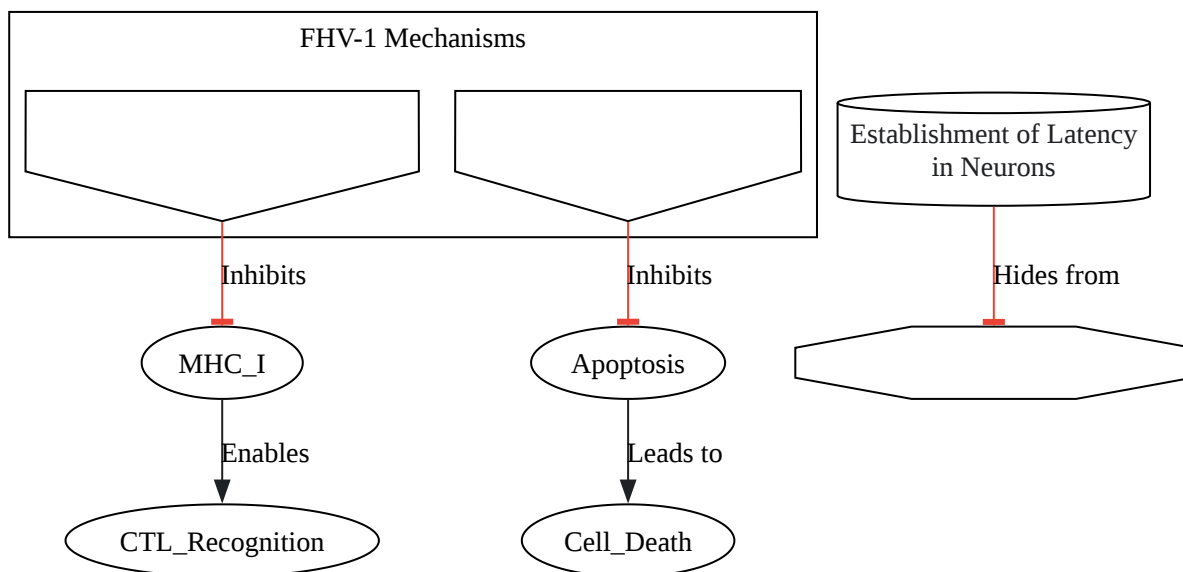 FHV-1 Mechanisms
Establishment of Latency
in Neurons
Inhibits
Inhibits
Hides from
MHC_I
Apoptosis
Enables
Leads to
CTL_Recognition
Cell_Death